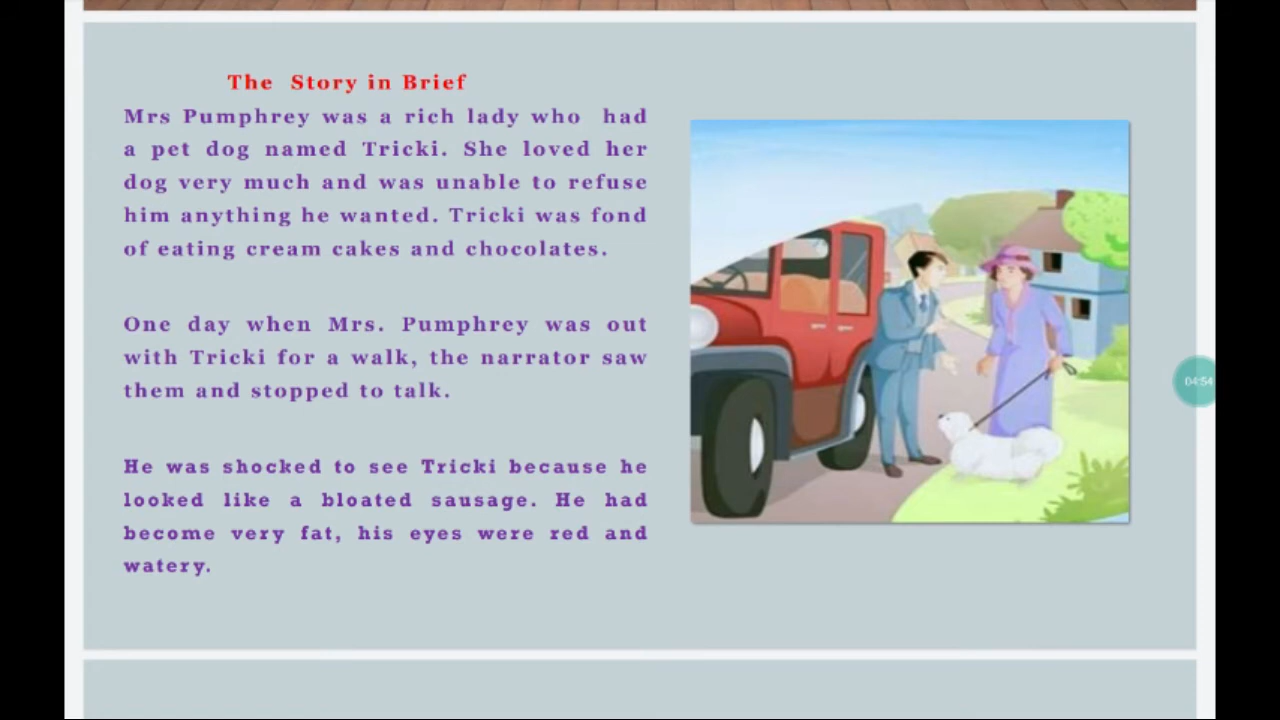 The Story in Brief
Mrs Pumphrey was a rich lady who had
a pet dog named Tricki. She loved her
dog very much and was unable to refuse
him anything he wanted. Tricki was fond
of eating cream cakes and chocolates.
One day when Mrs. Pumphrey was out
with Tricki for a walk, the narrator saw
them and stopped to talk.
He was shocked to see Tricki because he
looked like a bloated sausage. He had
become very fat, his eyes were red and
watery.
04:54